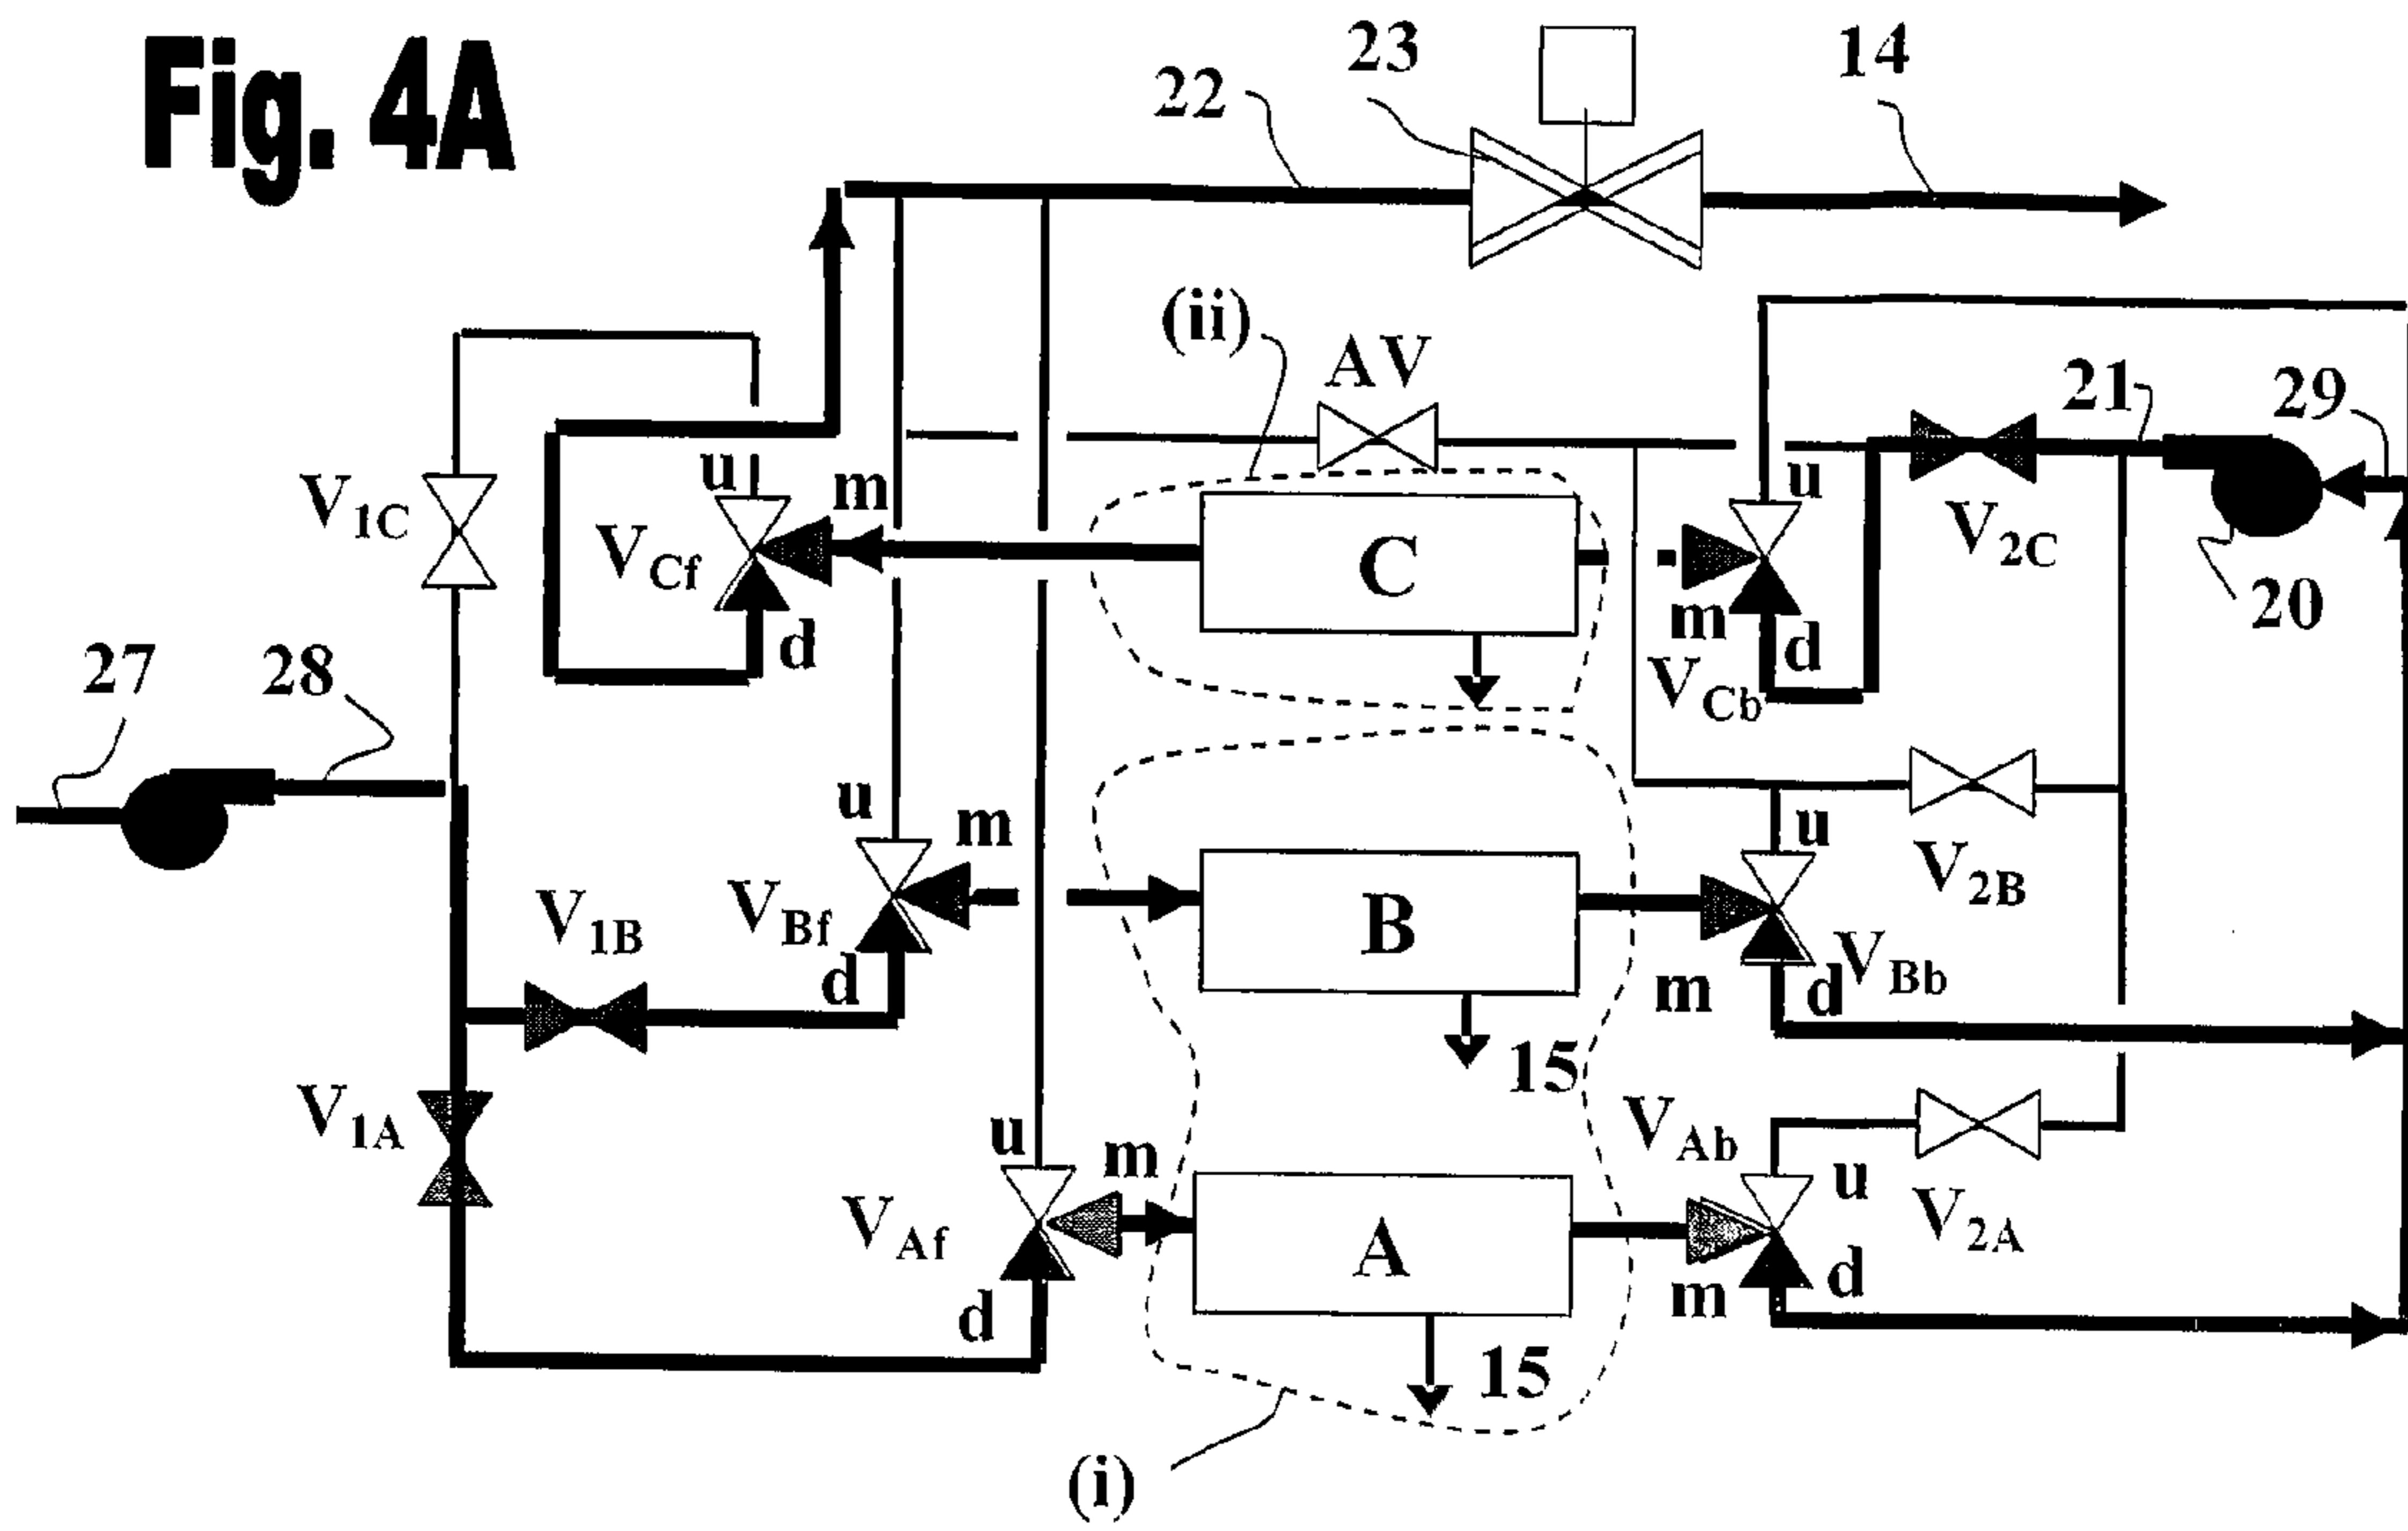 Fig. 4A
22
23
14
(ii)
AV
21
29
V1C
u
m
VCf
d
C
u
m
d
VCb
V2C
20
27
28
u
m
V1B
VBf
d
B
u
V2B
m
d
VBb
15
V1A
u
m
VAf
d
A
VAb
u
V2A
m
d
15
(i)